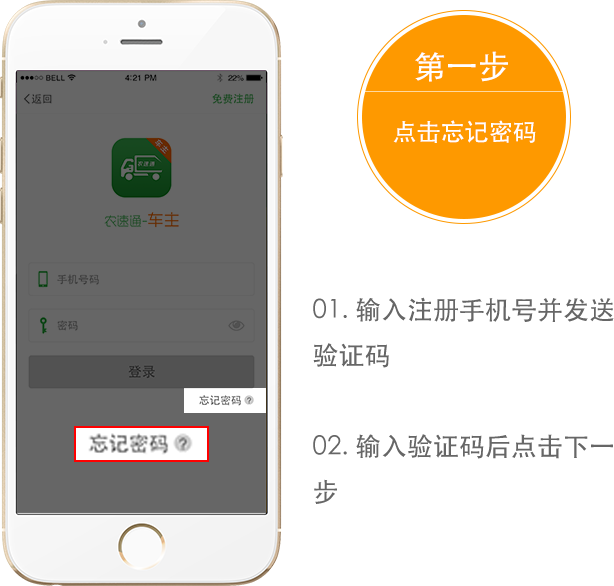 BELL 4:21 PM 22%
返回 免费注册
车主
农速通
农速通-车主
手机号码
密码
登录
忘记密码 ?
忘记密码 ?
第一步
点击忘记密码
01. 输入注册手机号并发送
验证码
02. 输入验证码后点击下一
步